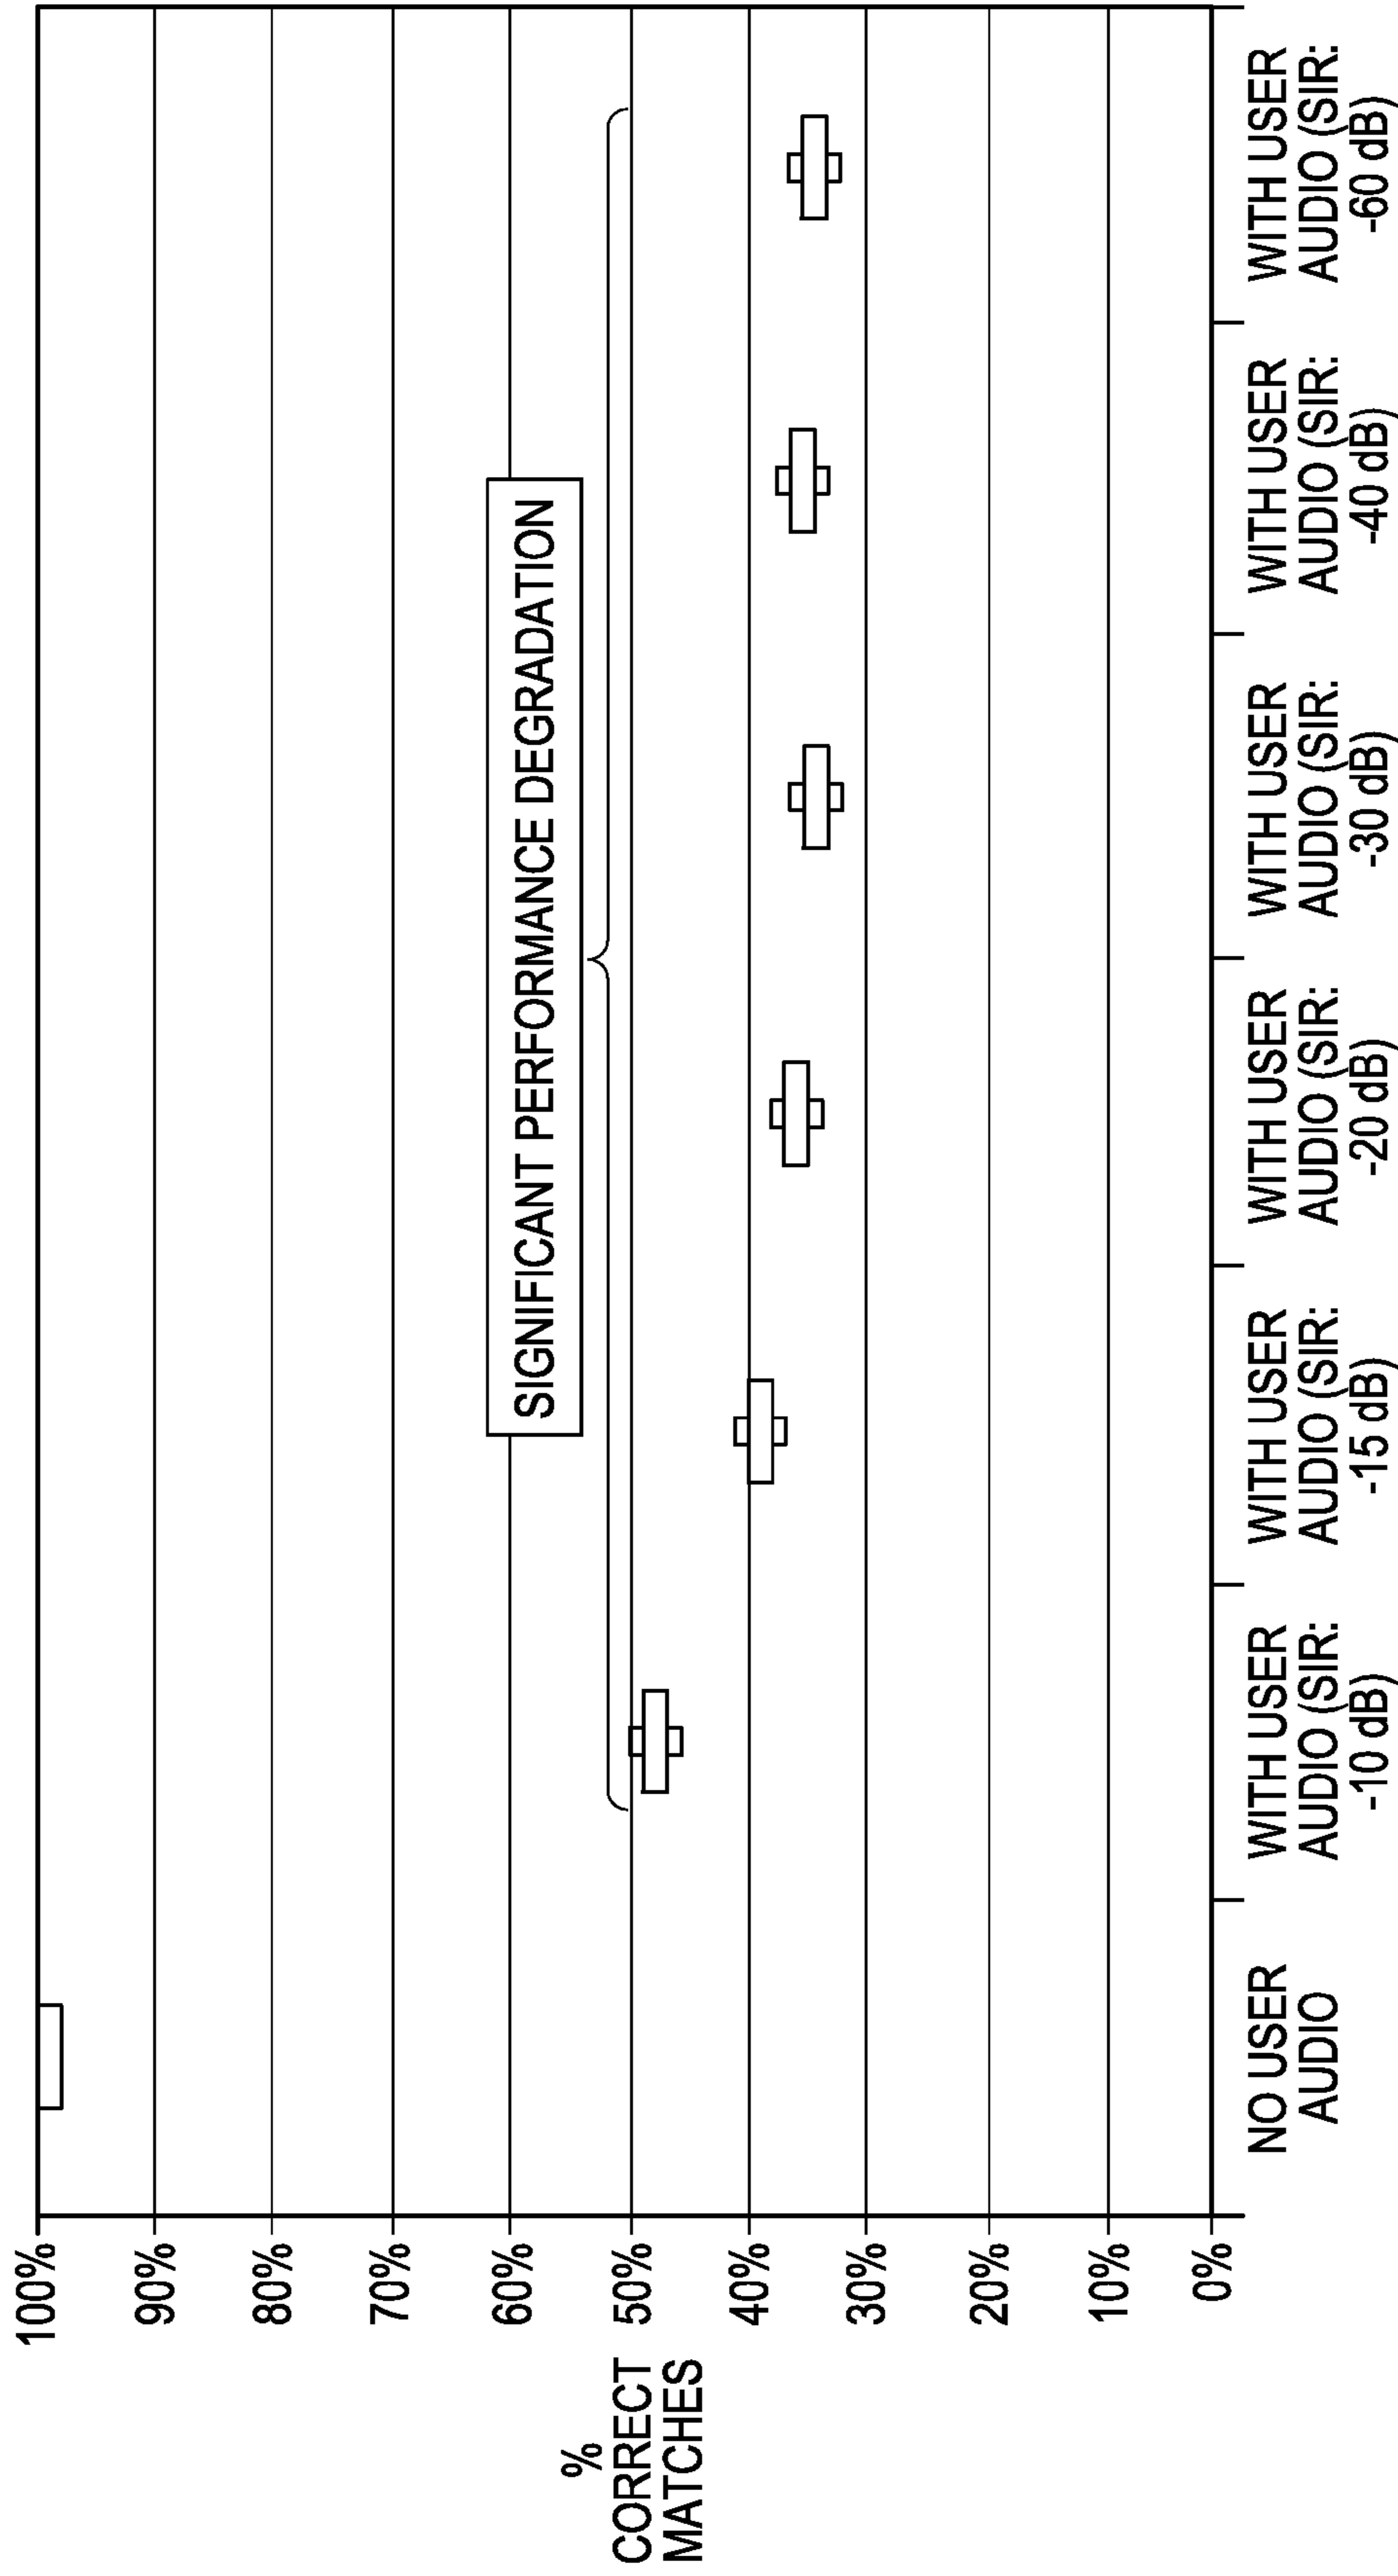 100%
90%
80%
70%
60%
50%
40%
30%
20%
10%
0%
%
CORRECT
MATCHES
SIGNIFICANT PERFORMANCE DEGRADATION
NO USER
AUDIO
WITH USER
AUDIO (SIR:
-10 dB)
WITH USER
AUDIO (SIR:
-15 dB)
WITH USER
AUDIO (SIR:
-20 dB)
WITH USER
AUDIO (SIR:
-30 dB)
WITH USER
AUDIO (SIR:
-40 dB)
WITH USER
AUDIO (SIR:
-60 dB)